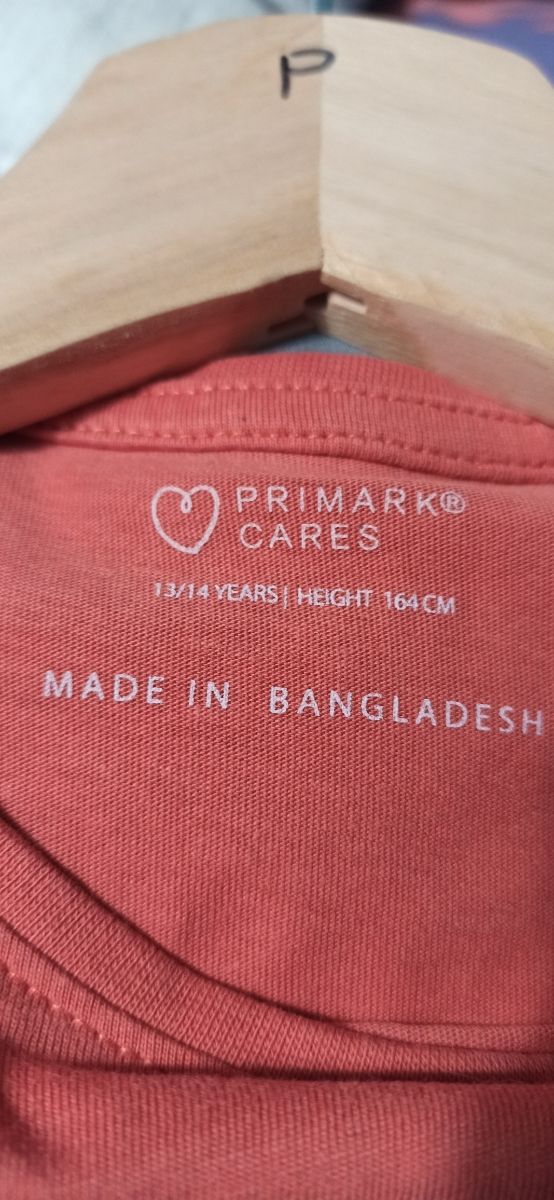 P
PRIMARK®
CARES
13/14 YEARS | HEIGHT 164 CM
MADE IN BANGLADESH